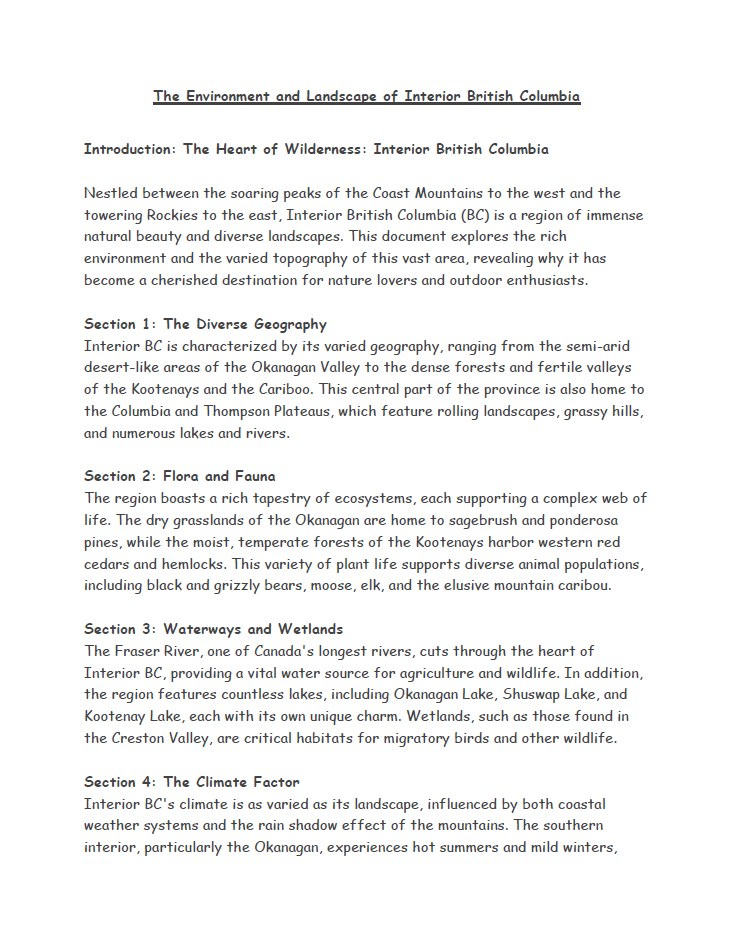 The Environment and Landscape of Interior British Columbia
Introduction: The Heart of Wilderness: Interior British Columbia
Nestled between the soaring peaks of the Coast Mountains to the west and the
towering Rockies to the east, Interior British Columbia (BC) is a region of immense
natural beauty and diverse landscapes. This document explores the rich
environment and the varied topography of this vast area, revealing why it has
become a cherished destination for nature lovers and outdoor enthusiasts.
Section 1: The Diverse Geography
Interior BC is characterized by its varied geography, ranging from the semi-arid
desert-like areas of the Okanagan Valley to the dense forests and fertile valleys
of the Kootenays and the Cariboo. This central part of the province is also home to
the Columbia and Thompson Plateaus, which feature rolling landscapes, grassy hills,
and numerous lakes and rivers.
Section 2: Flora and Fauna
The region boasts a rich tapestry of ecosystems, each supporting a complex web of
life. The dry grasslands of the Okanagan are home to sagebrush and ponderosa
pines, while the moist, temperate forests of the Kootenays harbor western red
cedars and hemlocks. This variety of plant life supports diverse animal populations,
including black and grizzly bears, moose, elk, and the elusive mountain caribou.
Section 3: Waterways and Wetlands
The Fraser River, one of Canada's longest rivers, cuts through the heart of
Interior BC, providing a vital water source for agriculture and wildlife. In addition,
the region features countless lakes, including Okanagan Lake, Shuswap Lake, and
Kootenay Lake, each with its own unique charm. Wetlands, such as those found in
the Creston Valley, are critical habitats for migratory birds and other wildlife.
Section 4: The Climate Factor
Interior BC's climate is as varied as its landscape, influenced by both coastal
weather systems and the rain shadow effect of the mountains. The southern
interior, particularly the Okanagan, experiences hot summers and mild winters,